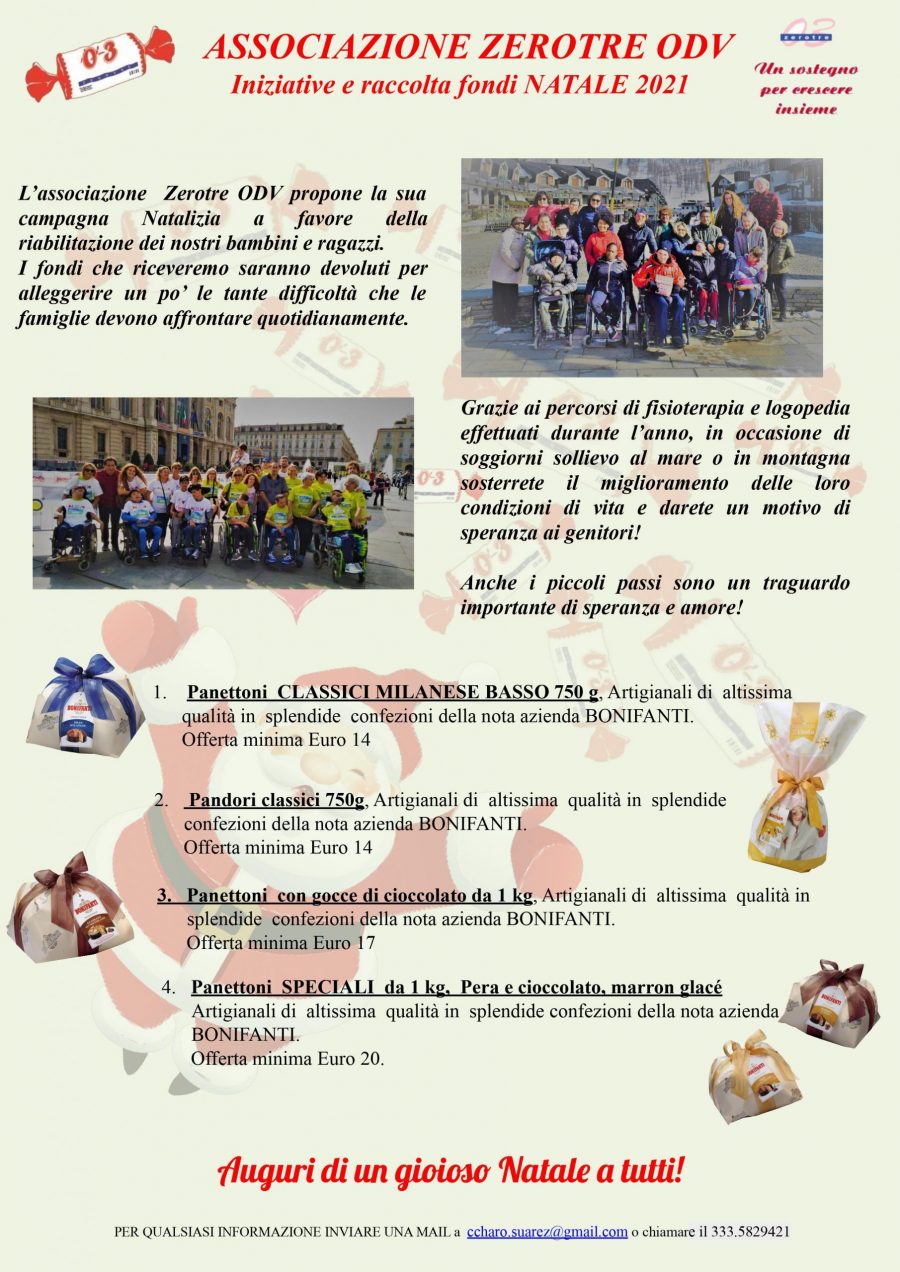 0-3
ASSOCIAZIONE ZEROTRE ODV
Iniziative e raccolta fondi NATALE 2021
03
zerotre
Un sostegno
per crescere
insieme
L’associazione Zerotre ODV propone la sua
campagna Natalizia a favore della
riabilitazione dei nostri bambini e ragazzi.
I fondi che riceveremo saranno devoluti per
alleggerire un po’ le tante difficoltà che le
famiglie devono affrontare quotidianamente.
0-3
0-3
Grazie ai percorsi di fisioterapia e logopedia
effettuati durante l’anno, in occasione di
soggiorni sollievo al mare o in montagna
sosterrete il miglioramento delle loro
condizioni di vita e darete un motivo di
speranza ai genitori!
Anche i piccoli passi sono un traguardo
importante di speranza e amore!
0-3
BONIFANTI
1. Panettoni CLASSICI MILANESE BASSO 750 g, Artigianali di altissima
qualità in splendide confezioni della nota azienda BONIFANTI.
Offerta minima Euro 14
2. Pandori classici 750g, Artigianali di altissima qualità in splendide
confezioni della nota azienda BONIFANTI.
Offerta minima Euro 14
BONIFANTI
3. Panettoni con gocce di cioccolato da 1 kg, Artigianali di altissima qualità in
splendide confezioni della nota azienda BONIFANTI.
Offerta minima Euro 17
4. Panettoni SPECIALI da 1 kg, Pera e cioccolato, marron glacé
Artigianali di altissima qualità in splendide confezioni della nota azienda
BONIFANTI.
Offerta minima Euro 20.
BONIFANTI
BONIFANTI
Auguri di un gioioso Natale a tutti!
PER QUALSIASI INFORMAZIONE INVIARE UNA MAIL a ccharo.suarez@gmail.com o chiamare il 333.5829421